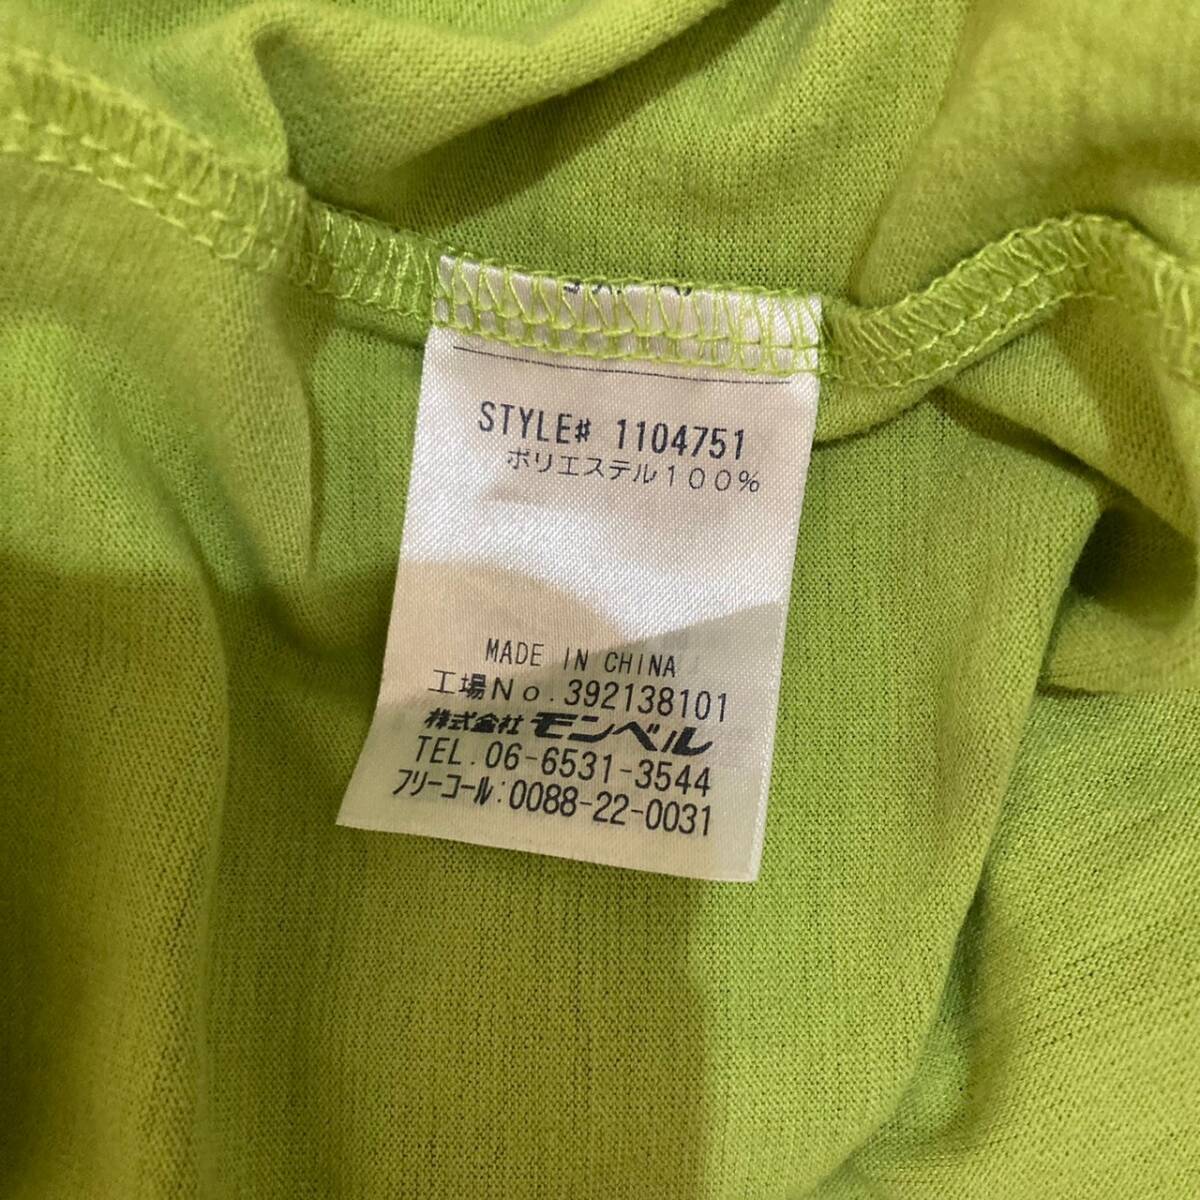 STYLE# 1104751
ポリエステル100%
MADE IN CHINA
工場No.392138101
株式会社モンベル
TEL.06-6531-3544
フリーコール:0088-22-0031